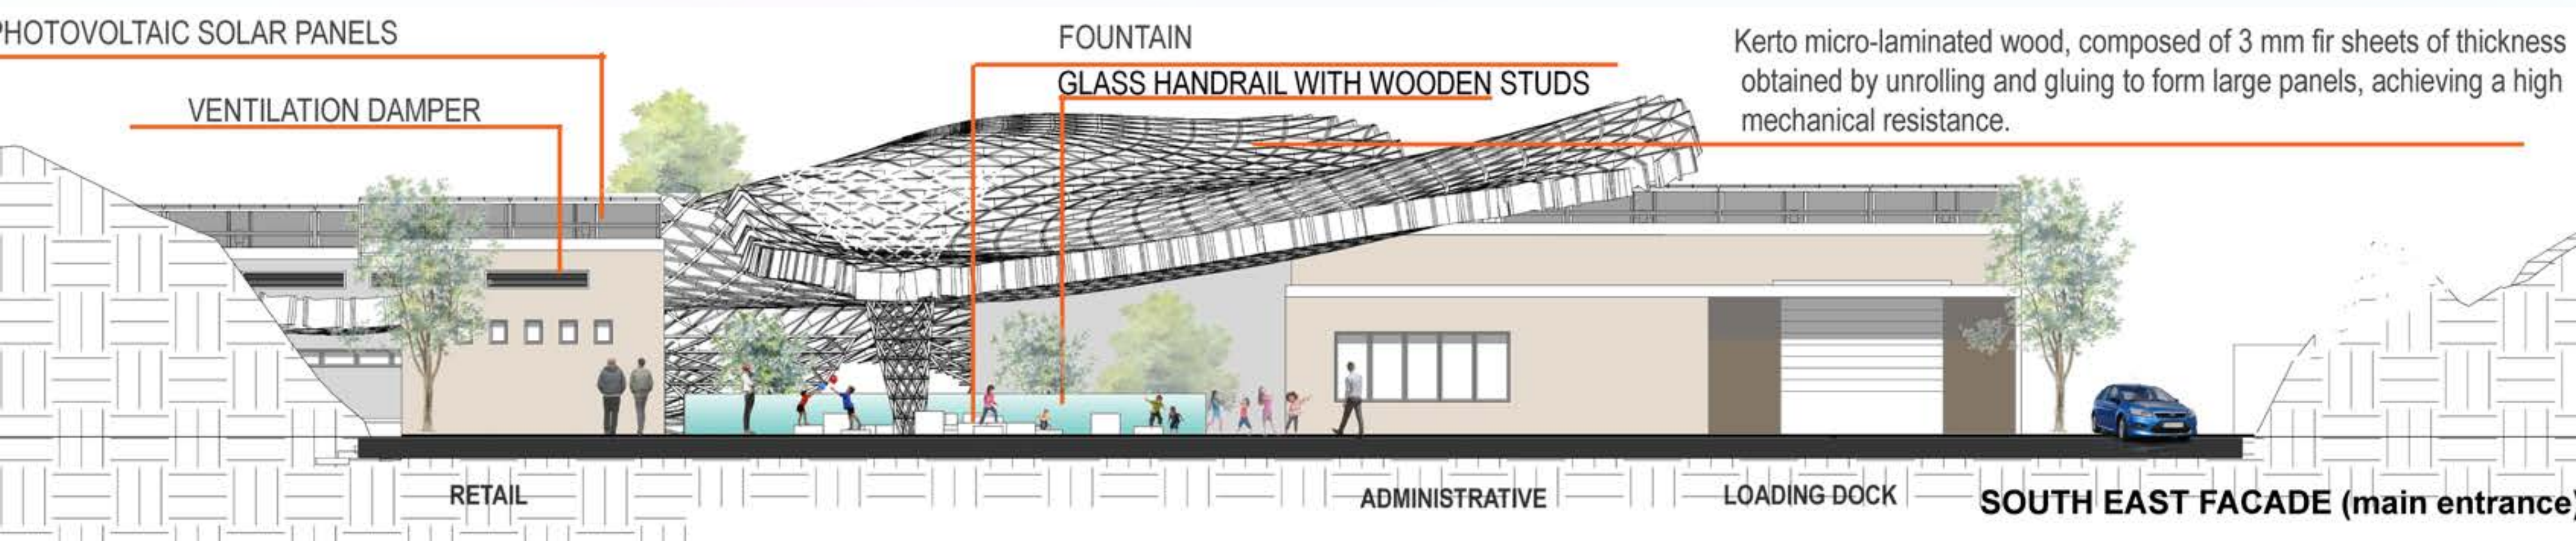 PHOTOVOLTAIC SOLAR PANELS
VENTILATION DAMPER
FOUNTAIN
GLASS HANDRAIL WITH WOODEN STUDS
Kerto micro-laminated wood, composed of 3 mm fir sheets of thickness
obtained by unrolling and gluing to form large panels, achieving a high
mechanical resistance.
RETAIL
ADMINISTRATIVE
LOADING DOCK
SOUTH EAST FACADE (main entrance)